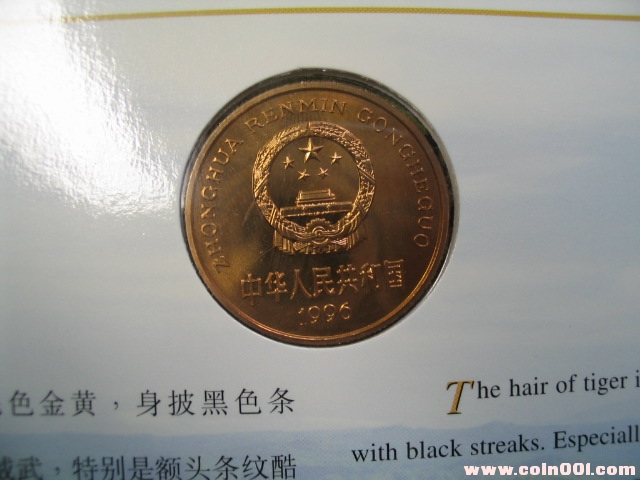 ZHONGHUA RENMIN GONGHEGUO
中华人民共和国
1996
色金黄，身披黑色条
威武，特别是额头条纹酷
The hair of tiger i
with black streaks. Especiall
www.coin001.com